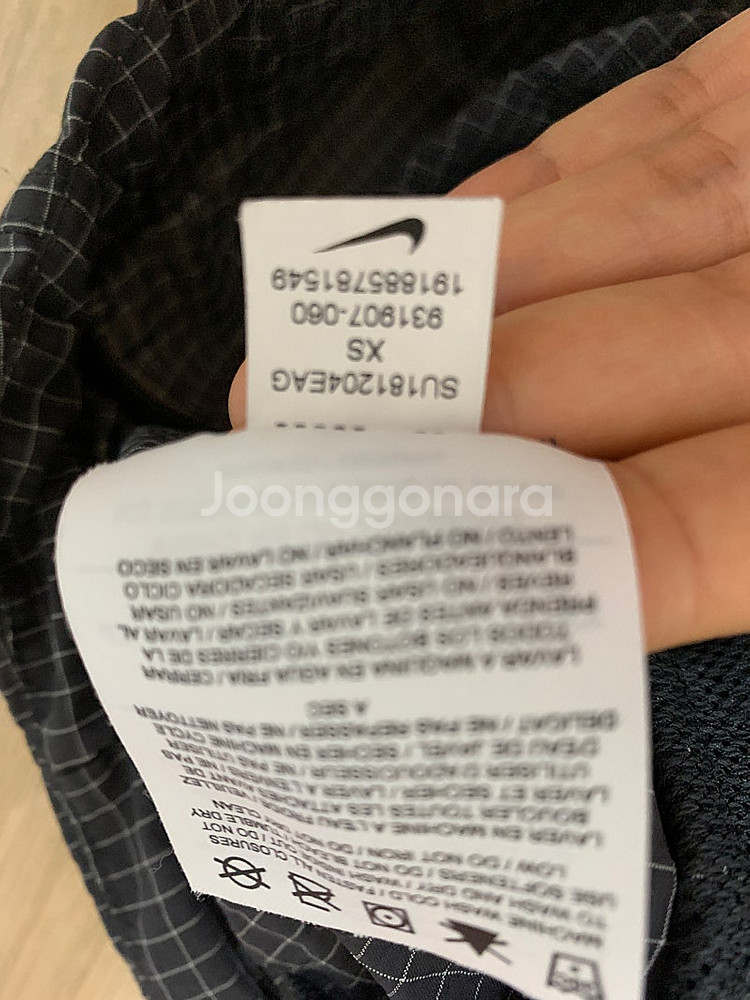 MACHINE WASH COLD / FASTEN ALL CLOSURES
TO WASH AND DRY / WASH INSIDE OUT / DO NOT
USE SOFTENERS / DO NOT BLEACH / TUMBLE DRY
LOW / DO NOT IRON / DO NOT DRY CLEAN
LAVER EN MACHINE A L'EAU FROIDE / VEUILLEZ
BOUCLER TOUTES LES ATTACHES AVANT DE
LAVER ET SECHER / LAVER A L'ENVERS / NE PAS
UTILISER D'ADOUCISSEUR / NE PAS UTILISER
D'EAU DE JAVEL / SECHER EN MACHINE CYCLE
DELICAT / NE PAS REPASSER / NE PAS NETTOYER
A SEC
LAVAR A MAQUINA EN AGUA FRIA / CERRAR
TODOS LOS BOTONES Y/O CIERRES DE LA
PRENDA ANTES DE LAVAR Y SECAR / LAVAR AL
REVES / NO USAR SUAVIZANTES / NO USAR
BLANQUEADORES / USAR SECADORA CICLO
LENTO / NO PLANCHAR / NO LAVAR EN SECO
Joonggonara
SU181204EAG
XS
931907-060
191885781549